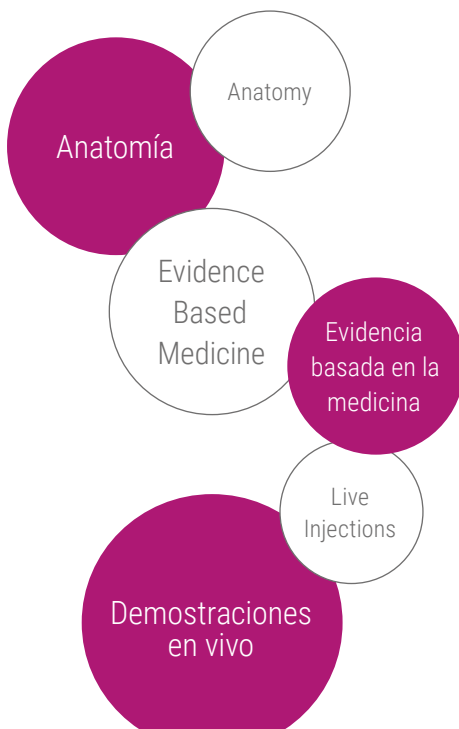 Anatomy
Anatomía
Evidence
Based
Medicine
Evidencia
basada en la
medicina
Live
Injections
Demostraciones
en vivo